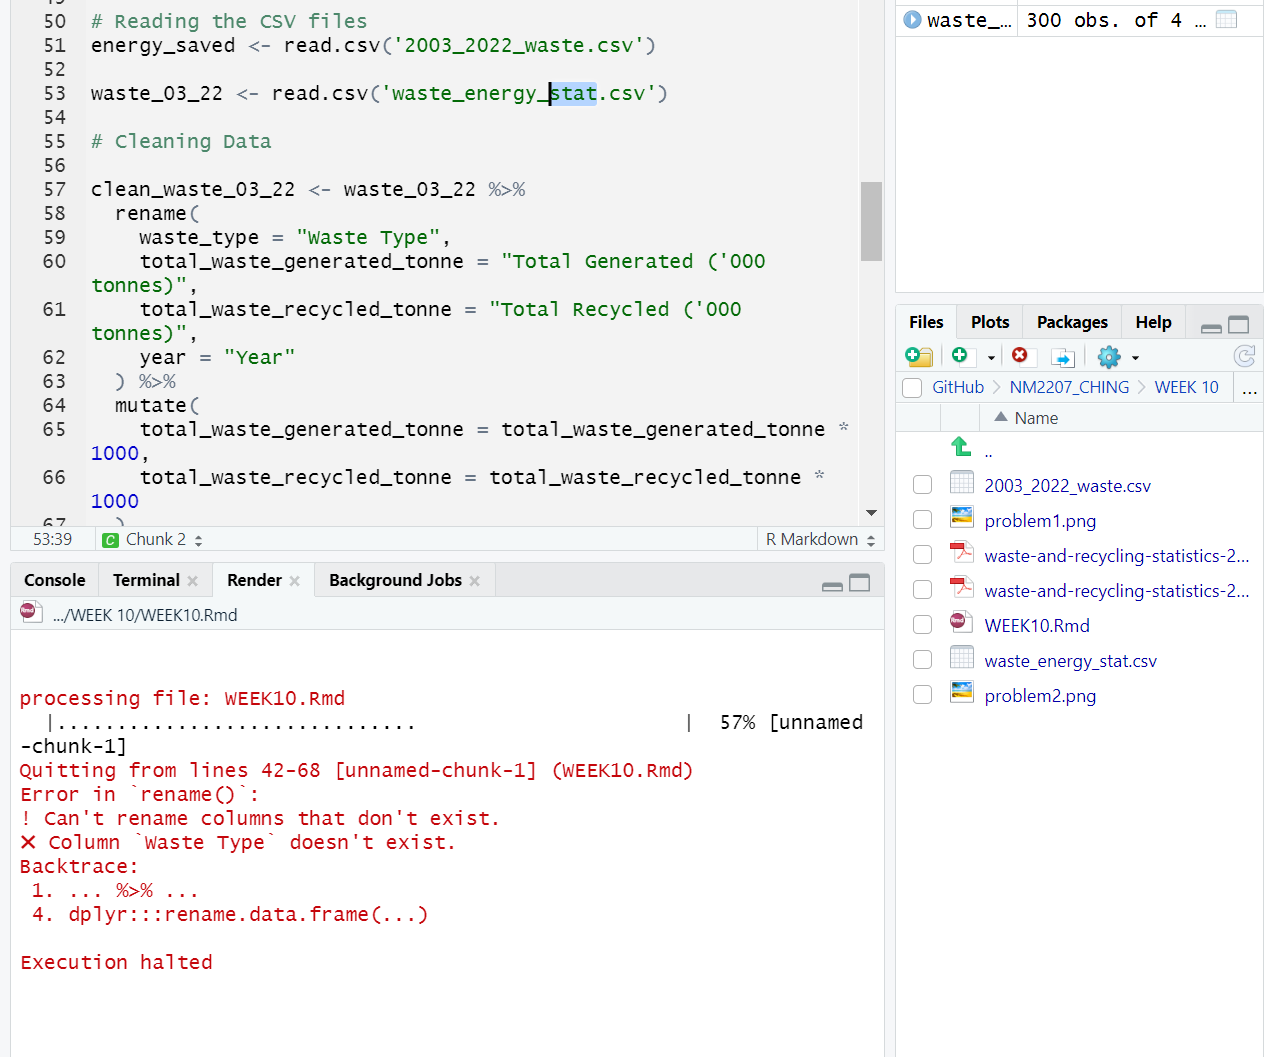 50 # Reading the CSV files
51 energy_saved <- read.csv('2003_2022_waste.csv')
52
53 waste_03_22 <- read.csv('waste_energy_stat.csv')
54
55 # Cleaning Data
56
57 clean_waste_03_22 <- waste_03_22 %>%
58 rename(
59 waste_type = "Waste Type",
60 total_waste_generated_tonne = "Total Generated ('000
tonnes)",
61 total_waste_recycled_tonne = "Total Recycled ('000
tonnes)",
62 year = "Year"
63 ) %>%
64 mutate(
65 total_waste_generated_tonne = total_waste_generated_tonne *
1000,
66 total_waste_recycled_tonne = total_waste_recycled_tonne *
1000
67 )
53:39 C Chunk 2 R Markdown
Console Terminal Render Background Jobs
Rmd .../WEEK 10/WEEK10.Rmd
processing file: WEEK10.Rmd
|............................... | 57% [unnamed
-chunk-1]
Quitting from lines 42-68 [unnamed-chunk-1] (WEEK10.Rmd)
Error in `rename()`:
! Can't rename columns that don't exist.
✖ Column `Waste Type` doesn't exist.
Backtrace:
1. ... %>% ...
4. dplyr:::rename.data.frame(...)
Execution halted
waste_... 300 obs. of 4 ...
Files Plots Packages Help
GitHub > NM2207_CHING > WEEK 10 ...
Name
..
2003_2022_waste.csv
problem1.png
waste-and-recycling-statistics-2...
waste-and-recycling-statistics-2...
Rmd WEEK10.Rmd
waste_energy_stat.csv
problem2.png